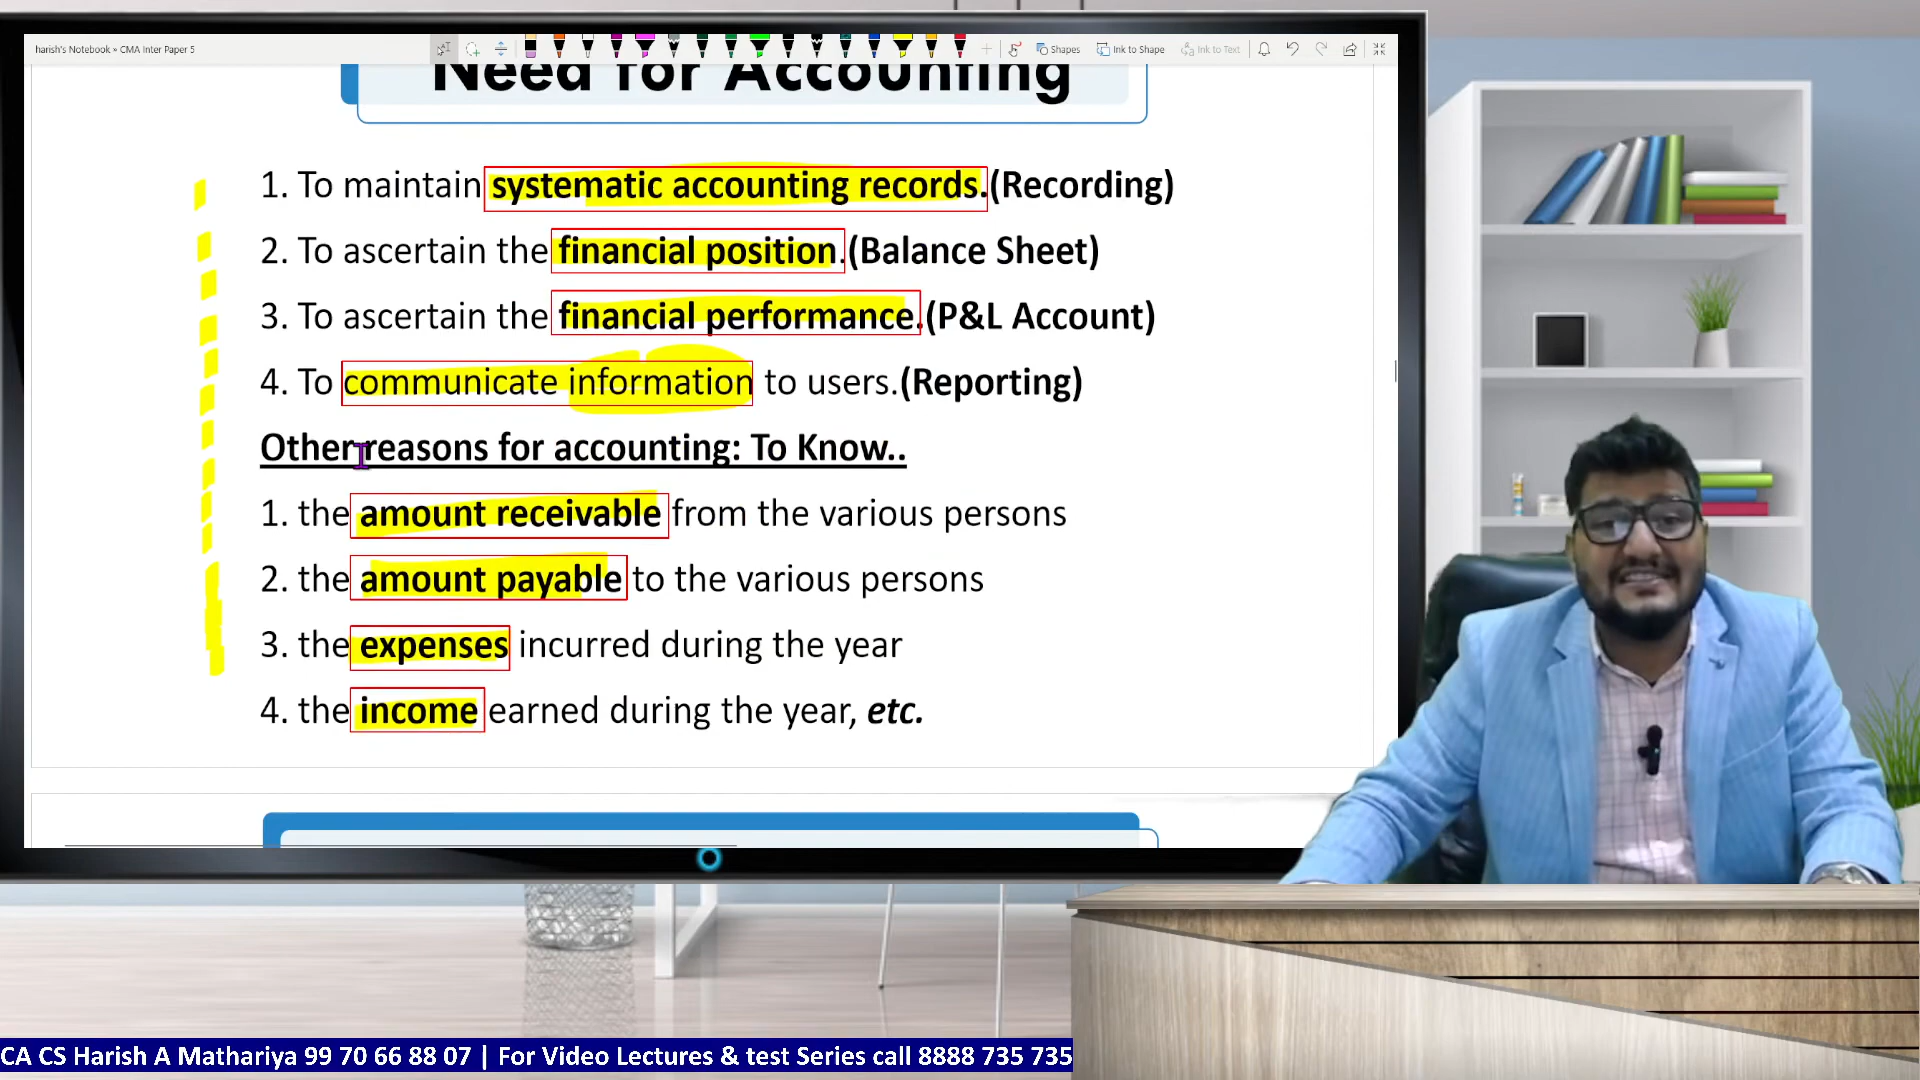 harish's Notebook » CMA Inter Paper 5
Shapes
Ink to Shape
Ink to Text
Need for Accounting
1. To maintain systematic accounting records.(Recording)
2. To ascertain the financial position.(Balance Sheet)
3. To ascertain the financial performance.(P&L Account)
4. To communicate information to users.(Reporting)
Other reasons for accounting: To Know..
1. the amount receivable from the various persons
2. the amount payable to the various persons
3. the expenses incurred during the year
4. the income earned during the year, etc.
CA CS Harish A Mathariya 99 70 66 88 07 | For Video Lectures & test Series call 8888 735 735